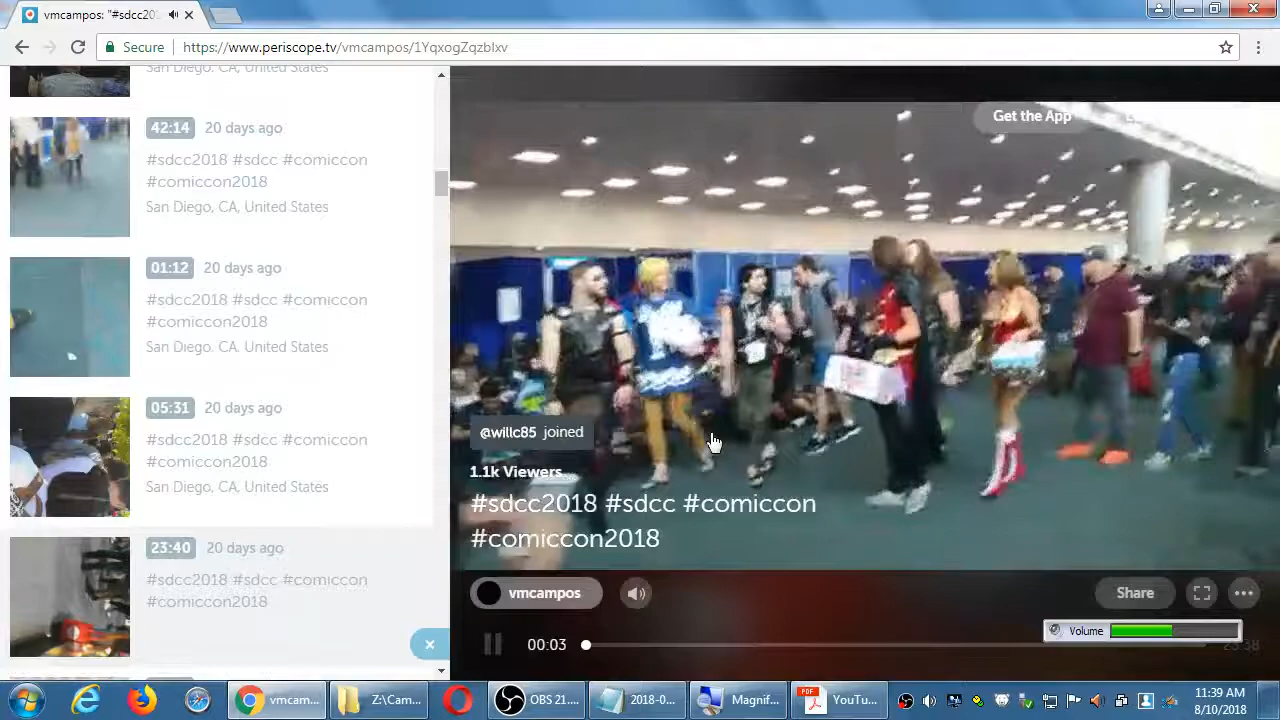 vmcampos: "#sdcc20
Secure
https://www.periscope.tv/vmcampos/1YqxogZqzblxv
San Diego, CA, United States
42:14 20 days ago
#sdcc2018 #sdcc #comiccon
#comiccon2018
San Diego, CA, United States
01:12 20 days ago
#sdcc2018 #sdcc #comiccon
#comiccon2018
San Diego, CA, United States
05:31 20 days ago
#sdcc2018 #sdcc #comiccon
#comiccon2018
San Diego, CA, United States
23:40 20 days ago
#sdcc2018 #sdcc #comiccon
#comiccon2018
Get the App
@willc85 joined
1.1k Viewers
#sdcc2018 #sdcc #comiccon
#comiccon2018
vmcampos
Share
Volume
00:03
23:38
vmcam...
Z:\Cam...
OBS 21....
2018-0...
Magnif...
PDF
YouTu...
11:39 AM
8/10/2018